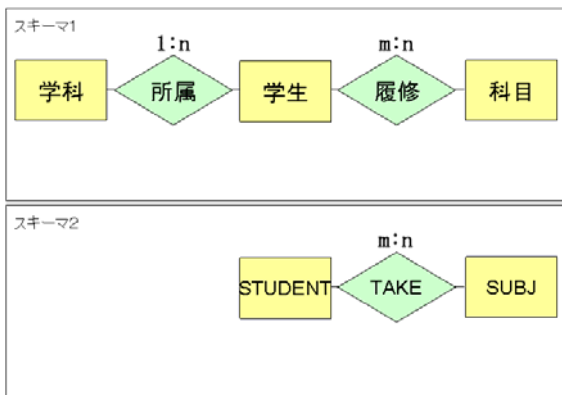 スキーマ1
1:n
m:n
学科
所属
学生
履修
科目
スキーマ2
m:n
STUDENT
TAKE
SUBJ